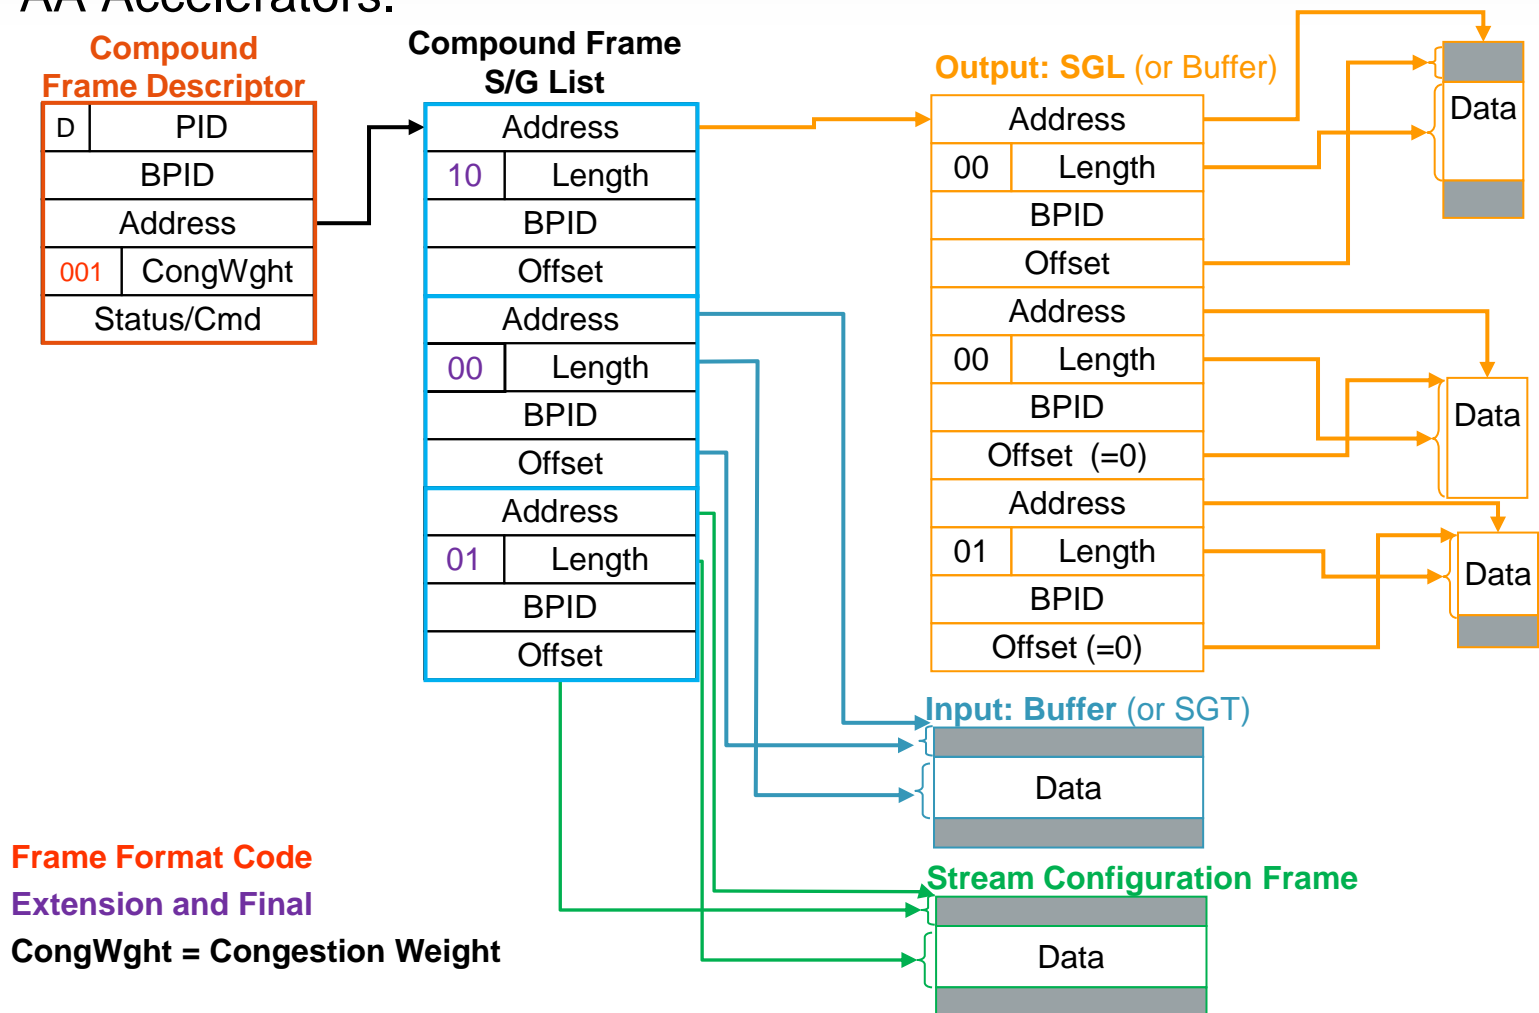 AA Accelerators:
Compound
Frame Descriptor
D PID
BPID
Address
001 CongWght
Status/Cmd
Compound Frame
S/G List
Address
10 Length
BPID
Offset
Address
00 Length
BPID
Offset
Address
01 Length
BPID
Offset
Output: SGL (or Buffer)
Address
00 Length
BPID
Offset
Address
00 Length
BPID
Offset (=0)
Address
01 Length
BPID
Offset (=0)
Data
Data
Data
Input: Buffer (or SGT)
Data
Stream Configuration Frame
Data
Frame Format Code
Extension and Final
CongWght = Congestion Weight